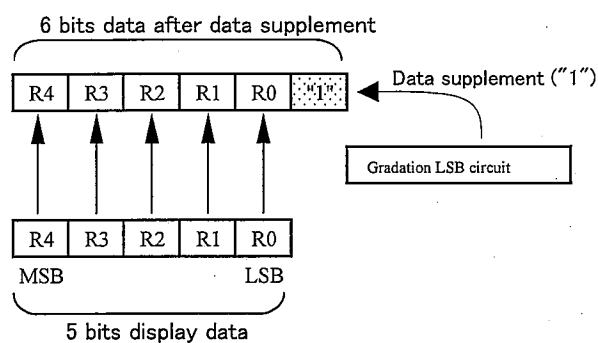 6 bits data after data supplement
R4 R3 R2 R1 R0 "1"
Data supplement ("1")
Gradation LSB circuit
R4 R3 R2 R1 R0
MSB LSB
5 bits display data